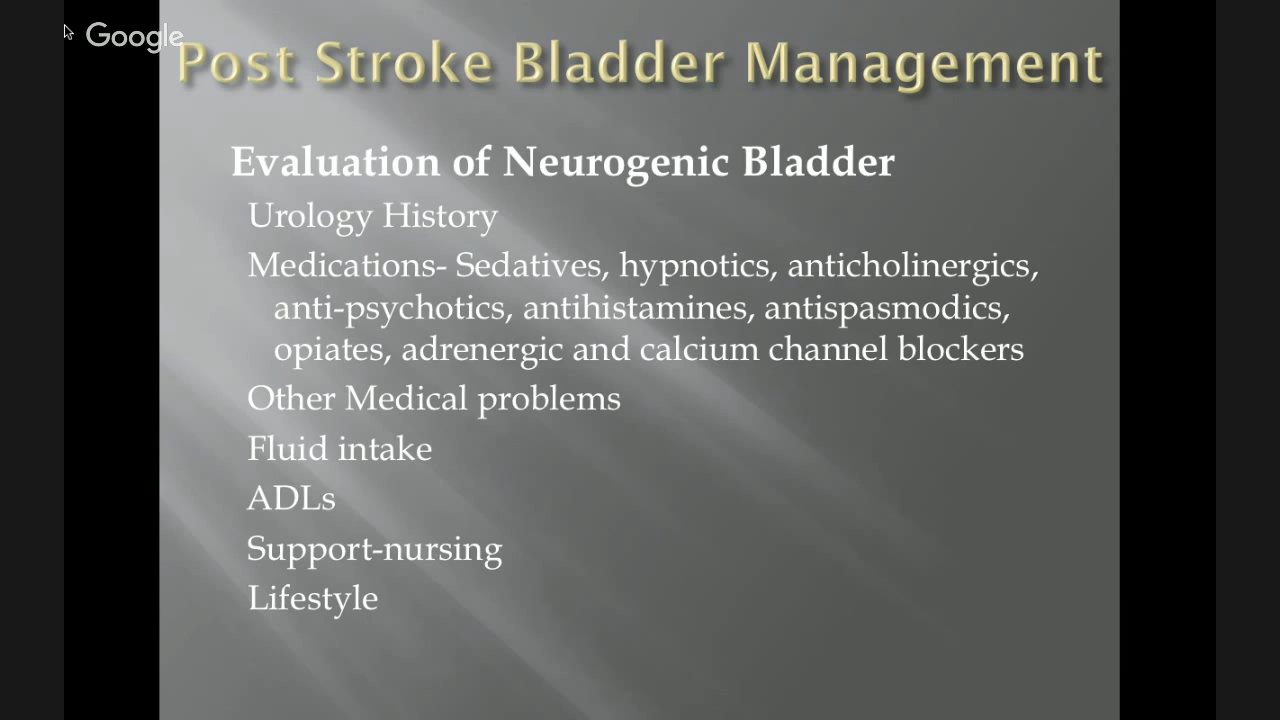 Google
Post Stroke Bladder Management
Evaluation of Neurogenic Bladder
Urology History
Medications- Sedatives, hypnotics, anticholinergics,
anti-psychotics, antihistamines, antispasmodics,
opiates, adrenergic and calcium channel blockers
Other Medical problems
Fluid intake
ADLs
Support-nursing
Lifestyle